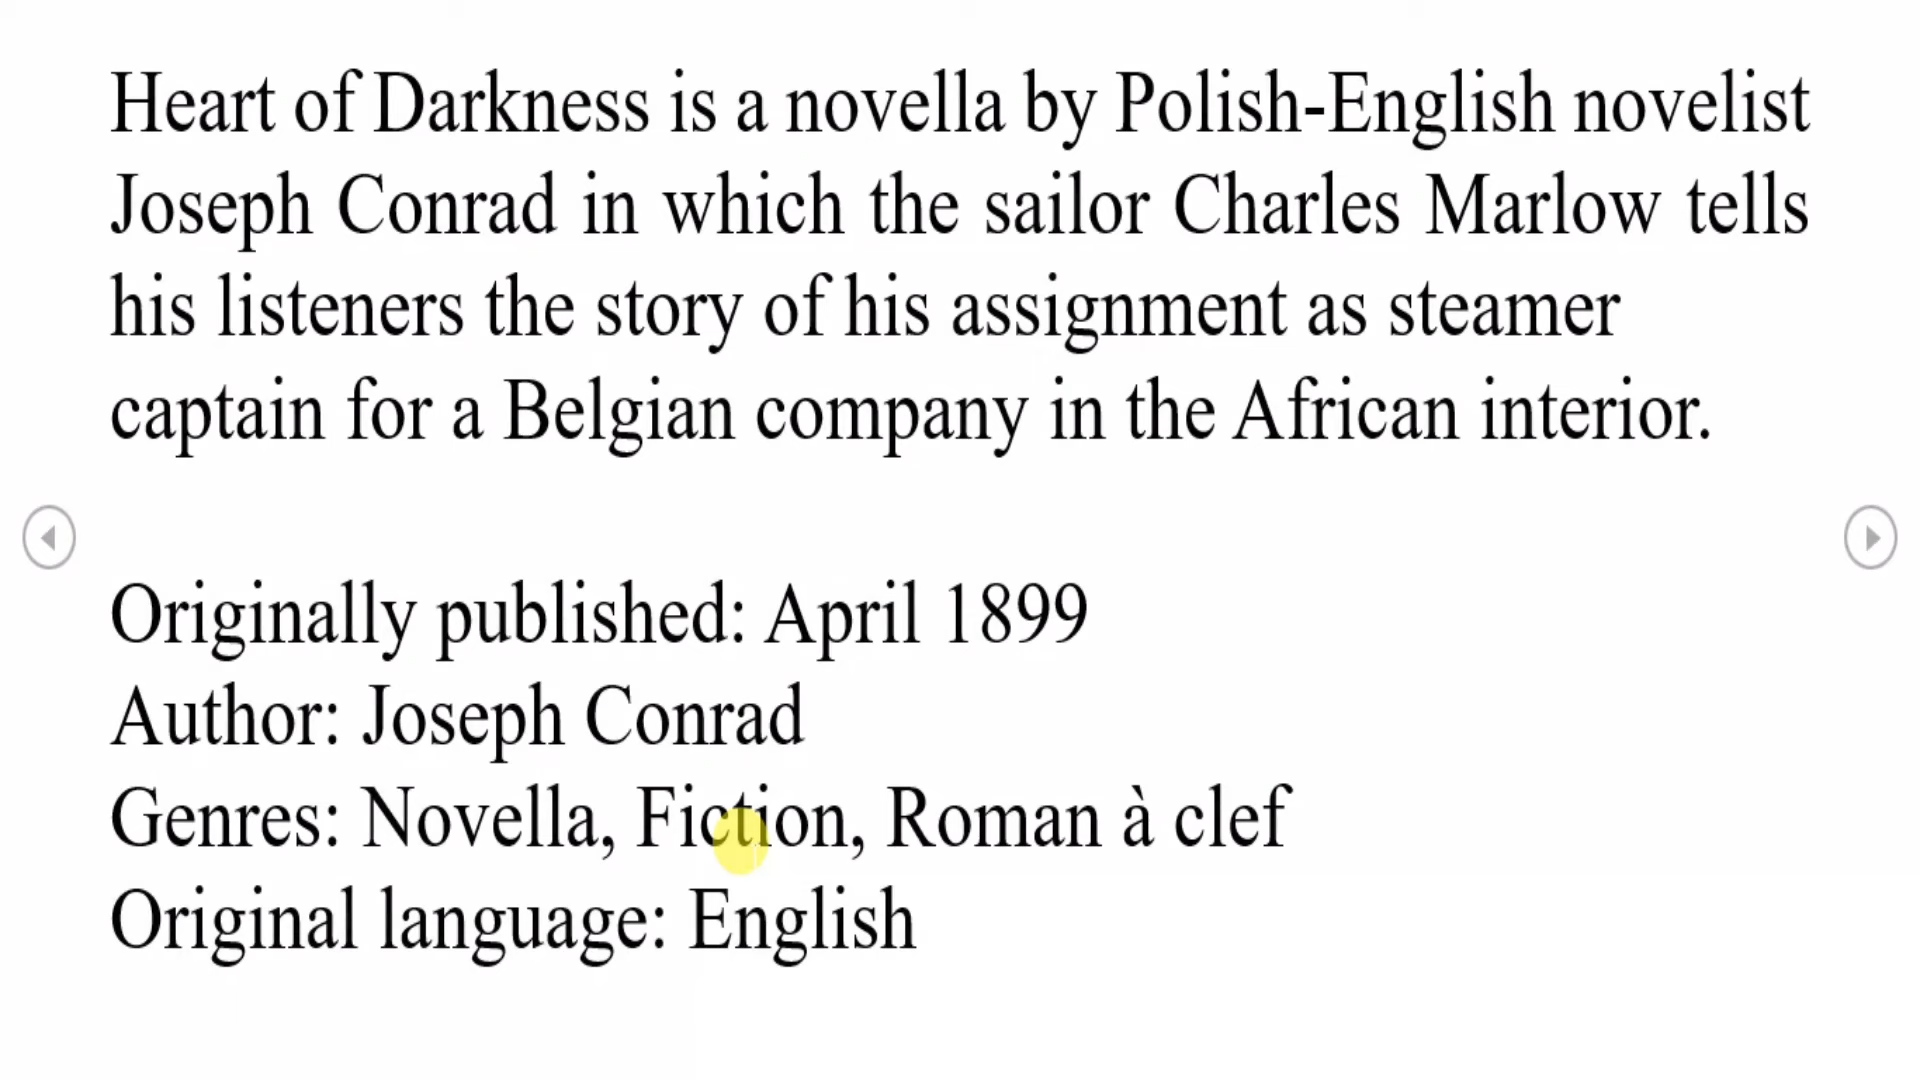 Heart of Darkness is a novella by Polish-English novelist
Joseph Conrad in which the sailor Charles Marlow tells
his listeners the story of his assignment as steamer
captain for a Belgian company in the African interior.
Originally published: April 1899
Author: Joseph Conrad
Genres: Novella, Fiction, Roman à clef
Original language: English